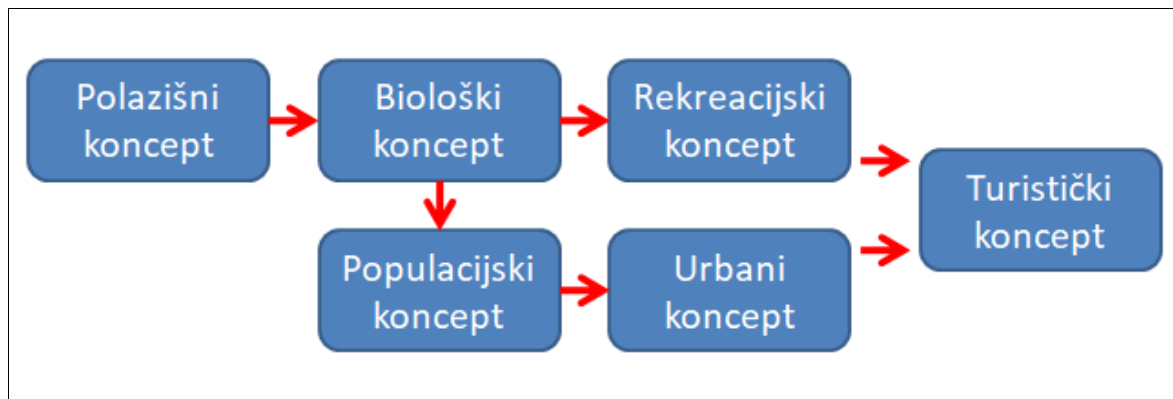 Polazišni
koncept
Biološki
koncept
Rekreacijski
koncept
Turistički
koncept
Populacijski
koncept
Urbani
koncept